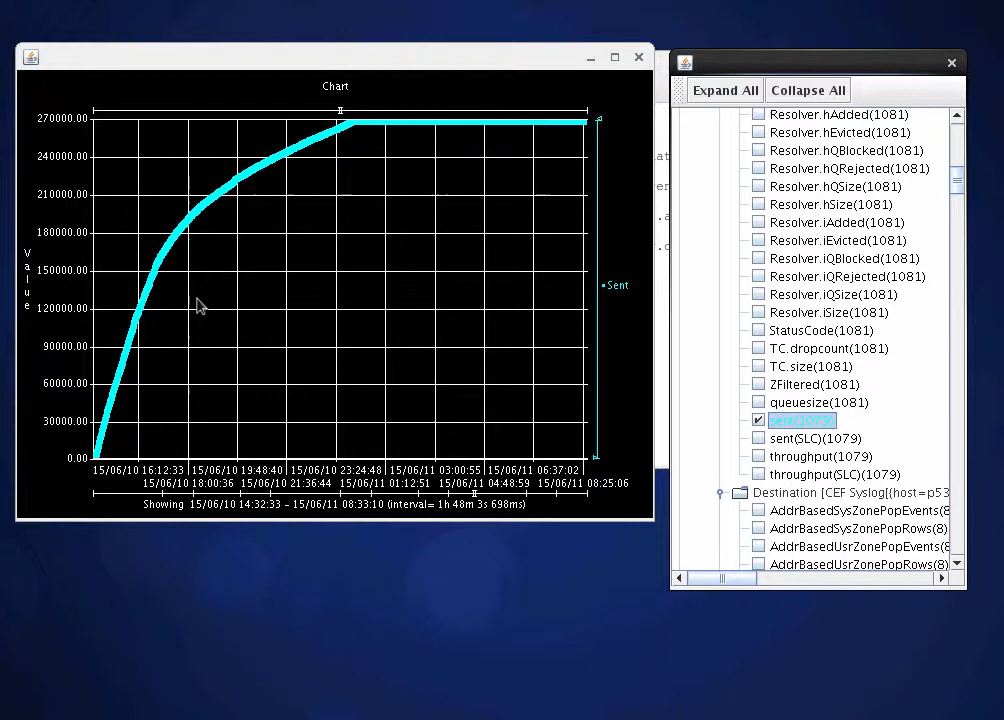 Chart
270000.00
240000.00
210000.00
180000.00
150000.00
120000.00
90000.00
60000.00
30000.00
0.00
Value
Sent
15/06/10 16:12:33 15/06/10 19:48:40 15/06/10 23:24:48 15/06/11 03:00:55 15/06/11 06:37:02
15/06/10 18:00:36 15/06/10 21:36:44 15/06/11 01:12:51 15/06/11 04:48:59 15/06/11 08:25:06
Showing 15/06/10 14:32:33 - 15/06/11 08:33:10 (interval= 1h 48m 3s 698ms)
Expand All Collapse All
Resolver.hAdded(1081)
Resolver.hEvicted(1081)
Resolver.hQBlocked(1081)
Resolver.hQRejected(1081)
Resolver.hQSize(1081)
Resolver.hSize(1081)
Resolver.iAdded(1081)
Resolver.iEvicted(1081)
Resolver.iQBlocked(1081)
Resolver.iQRejected(1081)
Resolver.iQSize(1081)
Resolver.iSize(1081)
StatusCode(1081)
TC.dropcount(1081)
TC.size(1081)
ZFiltered(1081)
queuesize(1081)
sent(1079)
sent(SLC)(1079)
throughput(1079)
throughput(SLC)(1079)
Destination [CEF Syslog[{host=p53
AddrBasedSysZonePopEvents(8
AddrBasedSysZonePopRows(8)
AddrBasedUsrZonePopEvents(8
AddrBasedUsrZonePopRows(8)